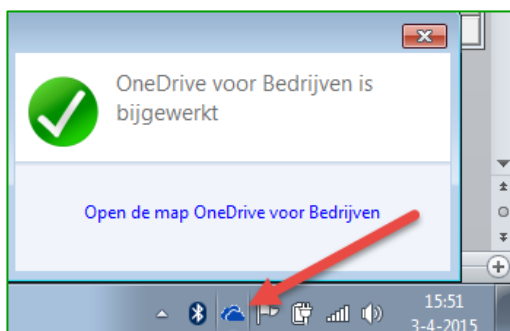 OneDrive voor Bedrijven is
bijgewerkt
Open de map OneDrive voor Bedrijven
15:51
3-4-2015